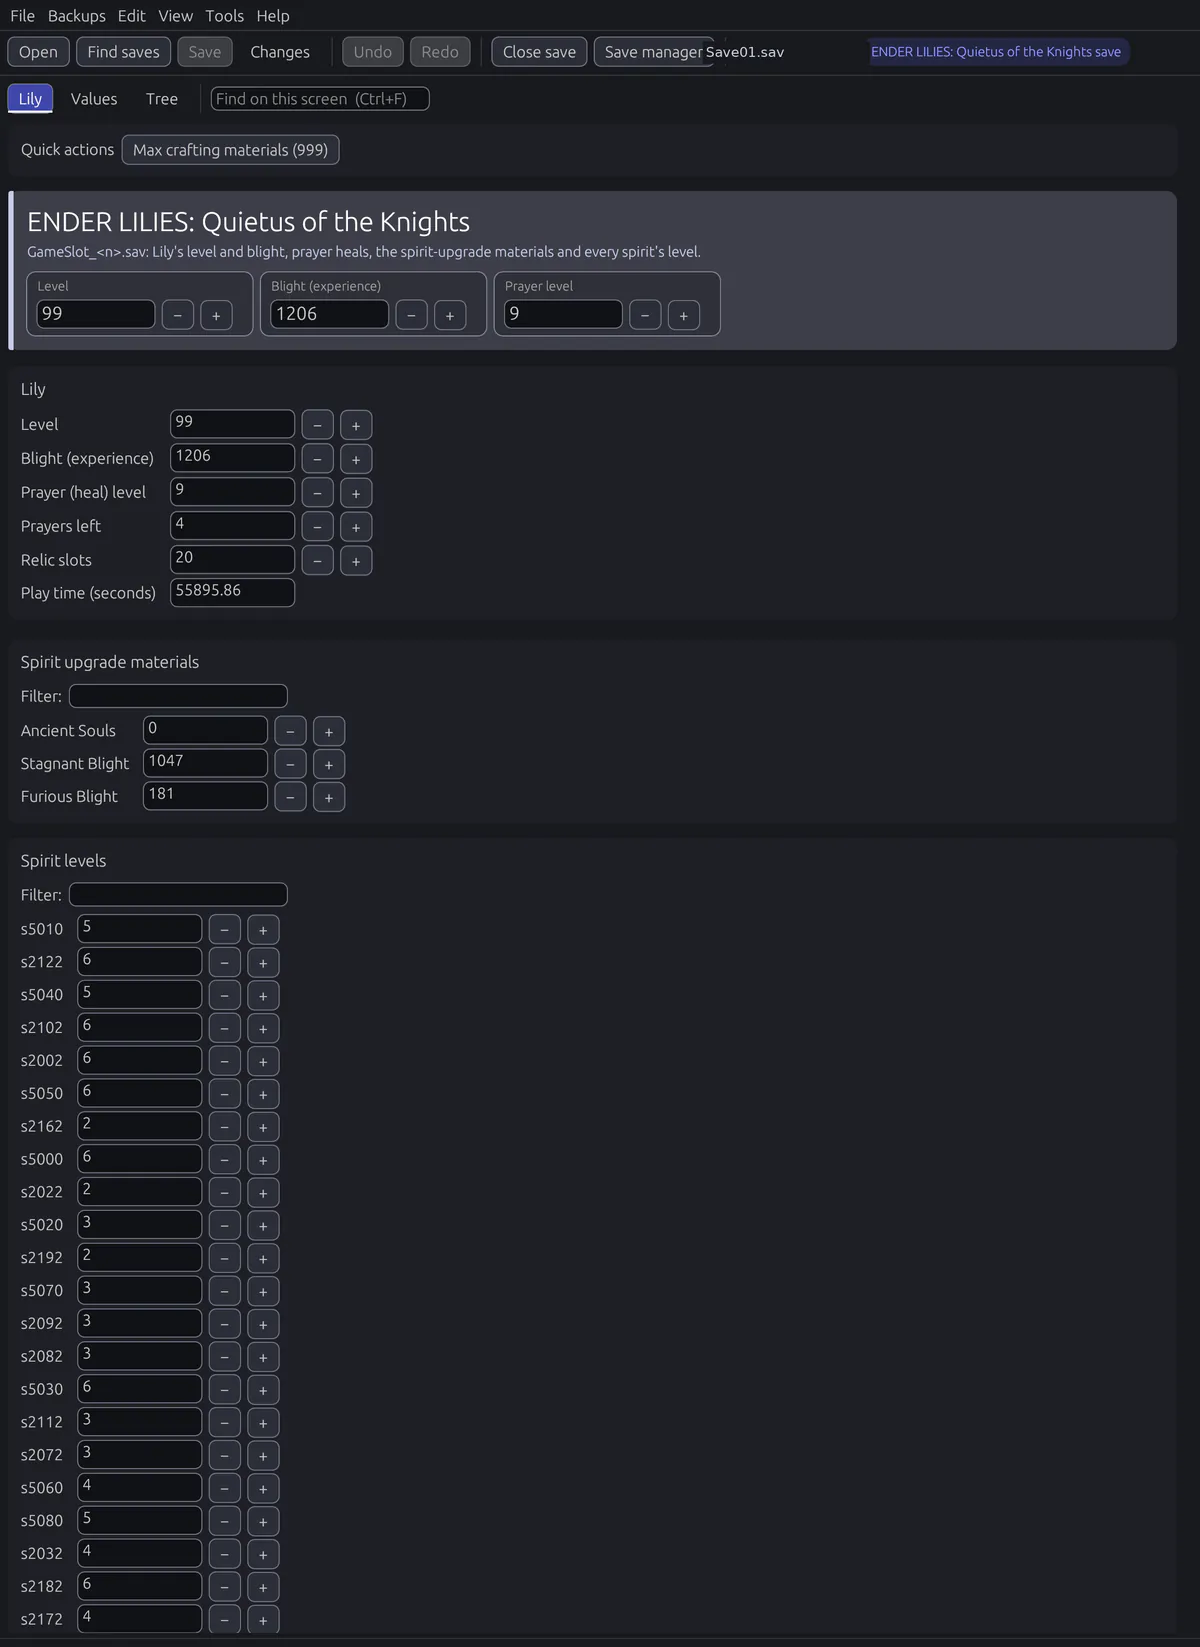 File Backups Edit View Tools Help
Open Find saves Save Changes Undo Redo Close save Save manager Save01.sav ENDER LILIES: Quietus of the Knights save
Lily Values Tree Find on this screen (Ctrl+F)
Quick actions Max crafting materials (999)
ENDER LILIES: Quietus of the Knights
GameSlot_<n>.sav: Lily's level and blight, prayer heals, the spirit-upgrade materials and every spirit's level.
Level Blight (experience) Prayer level
99 − + 1206 − + 9 − +
Lily
Level 99 − +
Blight (experience) 1206 − +
Prayer (heal) level 9 − +
Prayers left 4 − +
Relic slots 20 − +
Play time (seconds) 55895.86
Spirit upgrade materials
Filter:
Ancient Souls 0 − +
Stagnant Blight 1047 − +
Furious Blight 181 − +
Spirit levels
Filter:
s5010 5 − +
s2122 6 − +
s5040 5 − +
s2102 6 − +
s2002 6 − +
s5050 6 − +
s2162 2 − +
s5000 6 − +
s2022 2 − +
s5020 3 − +
s2192 2 − +
s5070 3 − +
s2092 3 − +
s2082 3 − +
s5030 6 − +
s2112 3 − +
s2072 3 − +
s5060 4 − +
s5080 5 − +
s2032 4 − +
s2182 6 − +
s2172 4 − +